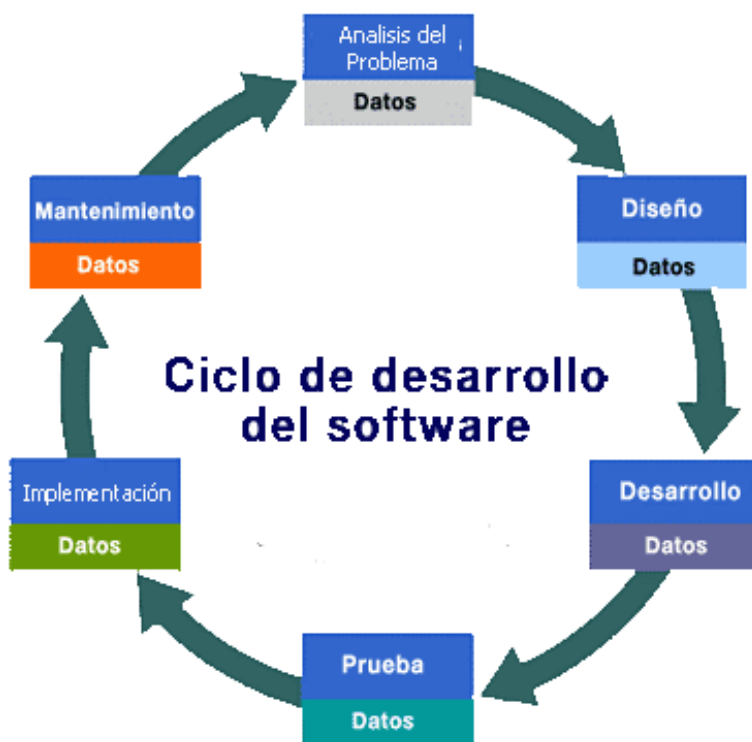 Analisis del
Problema
Datos
Diseño
Datos
Desarrollo
Datos
Prueba
Datos
Implementación
Datos
Mantenimiento
Datos
Ciclo de desarrollo
del software